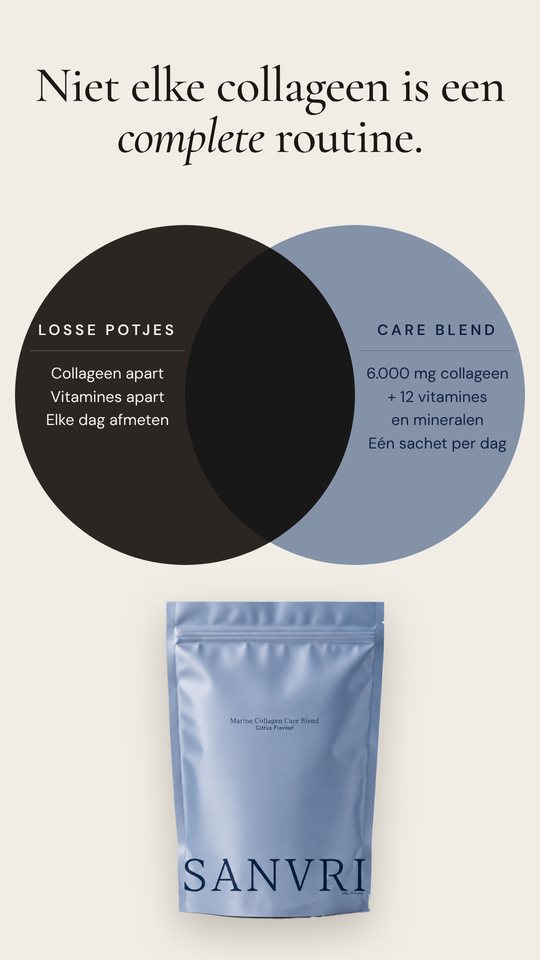 Niet elke collageen is een
complete routine.
LOSSE POTJES
Collageen apart
Vitamines apart
Elke dag afmeten
CARE BLEND
6.000 mg collageen
+ 12 vitamines
en mineralen
Eén sachet per dag
Marine Collagen Care Blend
Citrus Flavour
SANVRI